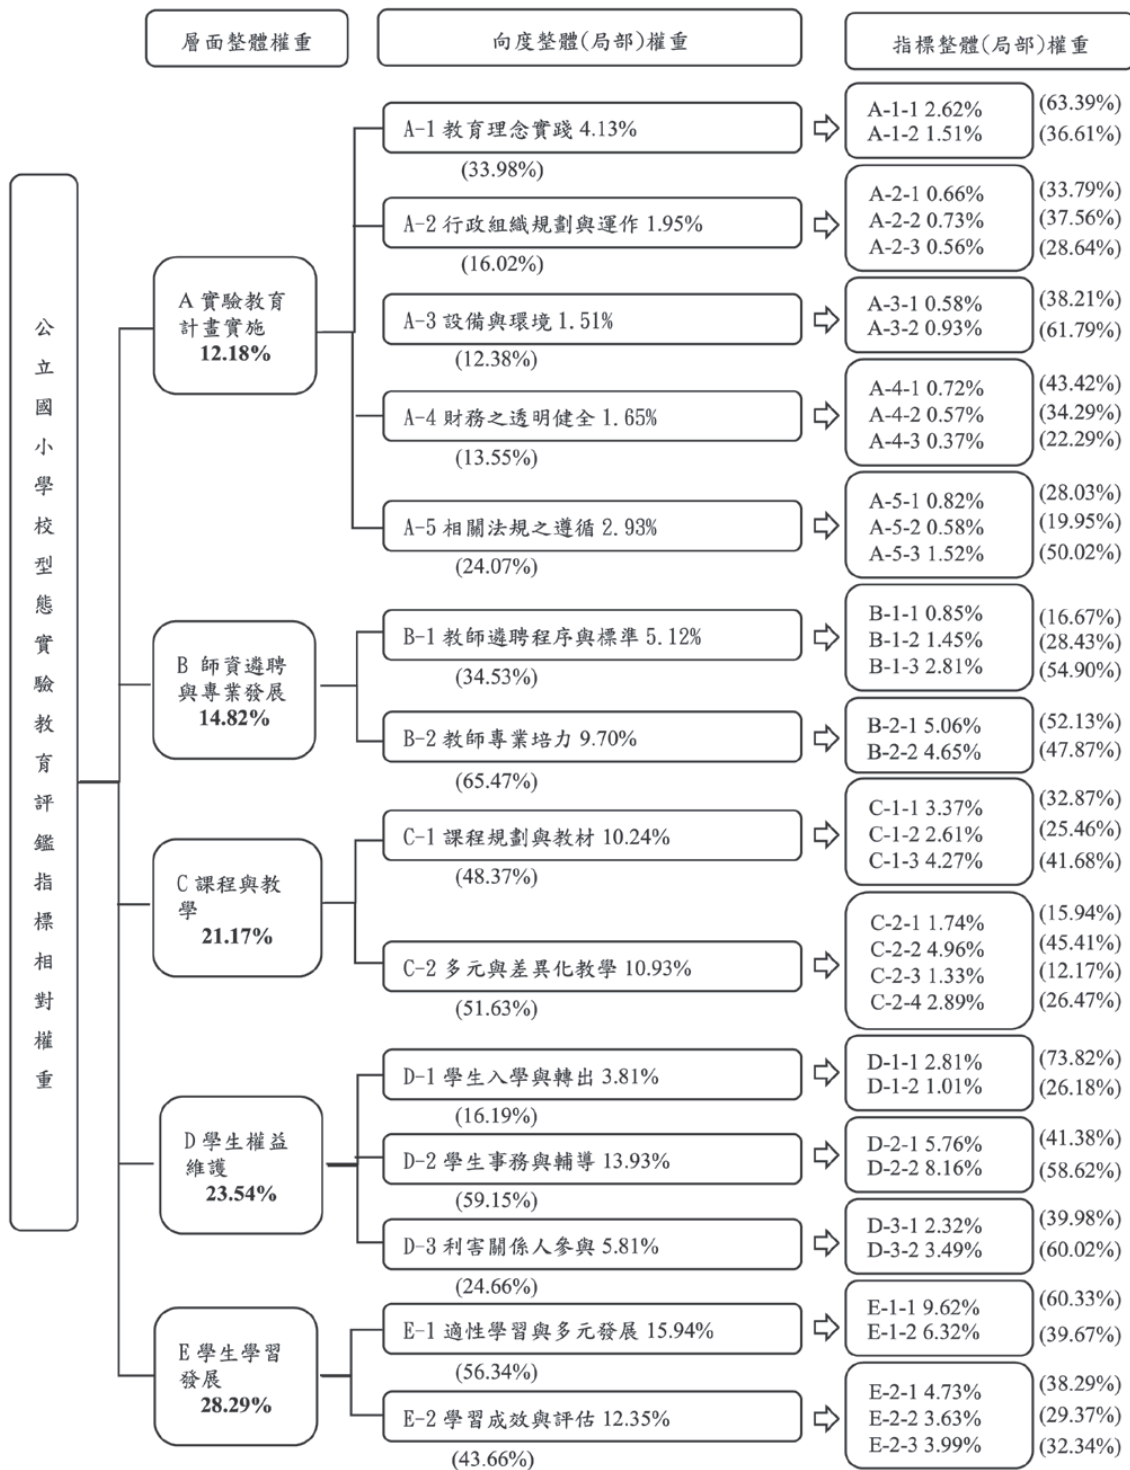 層面整體權重
向度整體(局部)權重
指標整體(局部)權重
公立國小學校型態實驗教育評鑑指標相對權重
A 實驗教育
計畫實施
12.18%
A-1 教育理念實踐 4.13%
(33.98%)
A-1-1 2.62% (63.39%)
A-1-2 1.51% (36.61%)
A-2 行政組織規劃與運作 1.95%
(16.02%)
A-2-1 0.66% (33.79%)
A-2-2 0.73% (37.56%)
A-2-3 0.56% (28.64%)
A-3 設備與環境 1.51%
(12.38%)
A-3-1 0.58% (38.21%)
A-3-2 0.93% (61.79%)
A-4 財務之透明健全 1.65%
(13.55%)
A-4-1 0.72% (43.42%)
A-4-2 0.57% (34.29%)
A-4-3 0.37% (22.29%)
A-5 相關法規之遵循 2.93%
(24.07%)
A-5-1 0.82% (28.03%)
A-5-2 0.58% (19.95%)
A-5-3 1.52% (50.02%)
B 師資遴聘
與專業發展
14.82%
B-1 教師遴聘程序與標準 5.12%
(34.53%)
B-1-1 0.85% (16.67%)
B-1-2 1.45% (28.43%)
B-1-3 2.81% (54.90%)
B-2 教師專業培力 9.70%
(65.47%)
B-2-1 5.06% (52.13%)
B-2-2 4.65% (47.87%)
C 課程與教
學
21.17%
C-1 課程規劃與教材 10.24%
(48.37%)
C-1-1 3.37% (32.87%)
C-1-2 2.61% (25.46%)
C-1-3 4.27% (41.68%)
C-2 多元與差異化教學 10.93%
(51.63%)
C-2-1 1.74% (15.94%)
C-2-2 4.96% (45.41%)
C-2-3 1.33% (12.17%)
C-2-4 2.89% (26.47%)
D 學生權益
維護
23.54%
D-1 學生入學與轉出 3.81%
(16.19%)
D-1-1 2.81% (73.82%)
D-1-2 1.01% (26.18%)
D-2 學生事務與輔導 13.93%
(59.15%)
D-2-1 5.76% (41.38%)
D-2-2 8.16% (58.62%)
D-3 利害關係人參與 5.81%
(24.66%)
D-3-1 2.32% (39.98%)
D-3-2 3.49% (60.02%)
E 學生學習
發展
28.29%
E-1 適性學習與多元發展 15.94%
(56.34%)
E-1-1 9.62% (60.33%)
E-1-2 6.32% (39.67%)
E-2 學習成效與評估 12.35%
(43.66%)
E-2-1 4.73% (38.29%)
E-2-2 3.63% (29.37%)
E-2-3 3.99% (32.34%)